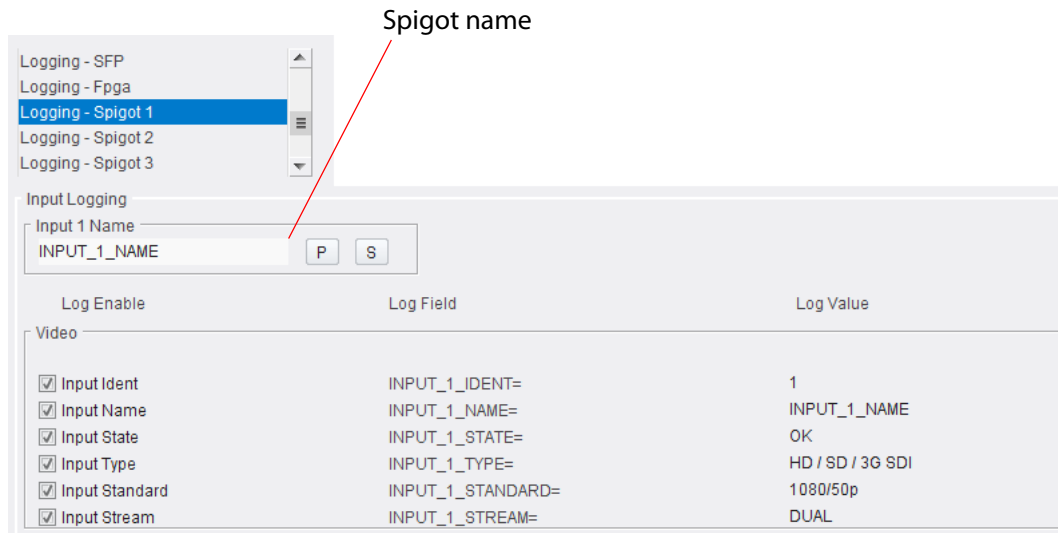 Spigot name
Logging - SFP
Logging - Fpga
Logging - Spigot 1
Logging - Spigot 2
Logging - Spigot 3
Input Logging
Input 1 Name
INPUT_1_NAME P S
Log Enable Log Field Log Value
Video
Input Ident INPUT_1_IDENT= 1
Input Name INPUT_1_NAME= INPUT_1_NAME
Input State INPUT_1_STATE= OK
Input Type INPUT_1_TYPE= HD / SD / 3G SDI
Input Standard INPUT_1_STANDARD= 1080/50p
Input Stream INPUT_1_STREAM= DUAL